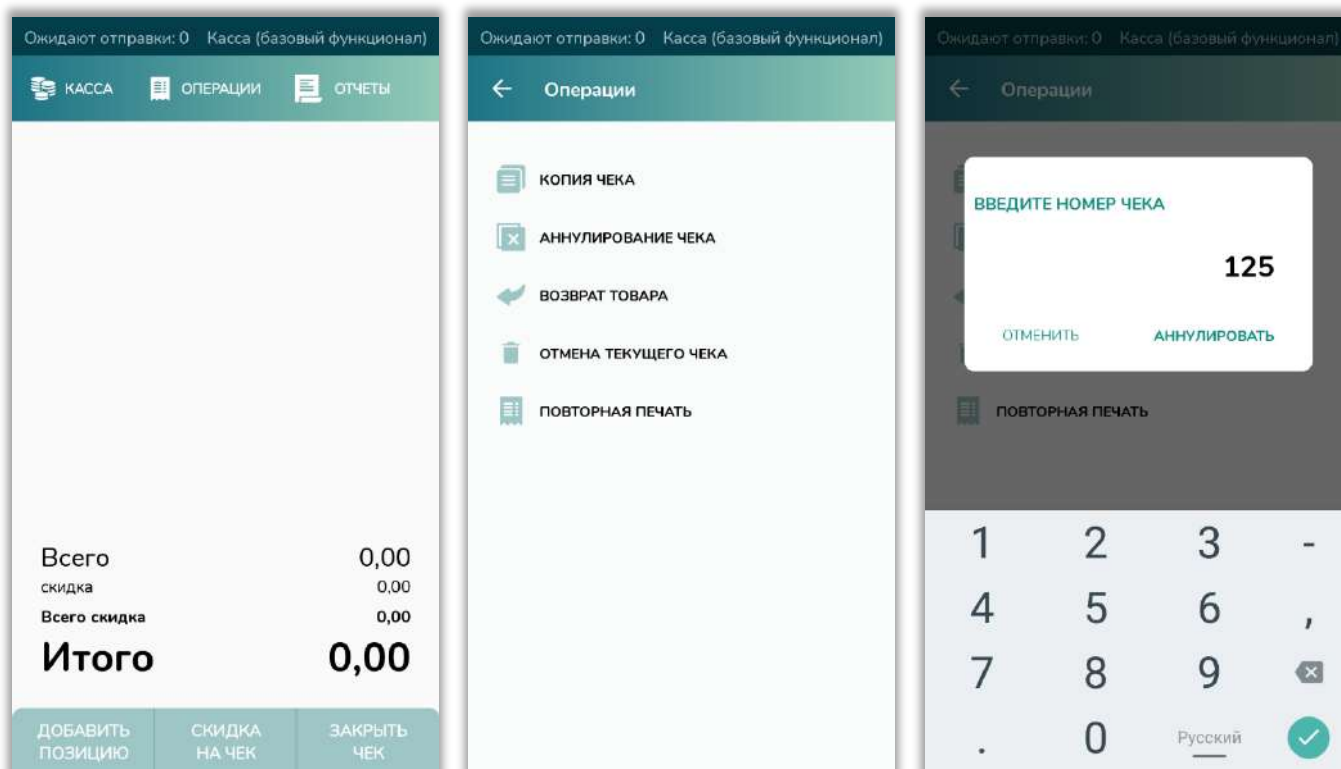 Ожидают отправки: 0 Касса (базовый функционал)
КАССА ОПЕРАЦИИ ОТЧЕТЫ
Всего 0,00
скидка 0,00
Всего скидка 0,00
Итого 0,00
ДОБАВИТЬ ПОЗИЦИЮ
СКИДКА НА ЧЕК
ЗАКРЫТЬ ЧЕК
Ожидают отправки: 0 Касса (базовый функционал)
Операции
КОПИЯ ЧЕКА
АННУЛИРОВАНИЕ ЧЕКА
ВОЗВРАТ ТОВАРА
ОТМЕНА ТЕКУЩЕГО ЧЕКА
ПОВТОРНАЯ ПЕЧАТЬ
Ожидают отправки: 0 Касса (базовый функционал)
Операции
ВВЕДИТЕ НОМЕР ЧЕКА
125
ОТМЕНИТЬ АННУЛИРОВАТЬ
ПОВТОРНАЯ ПЕЧАТЬ
1 2 3 -
4 5 6 ,
7 8 9
. 0 Русский